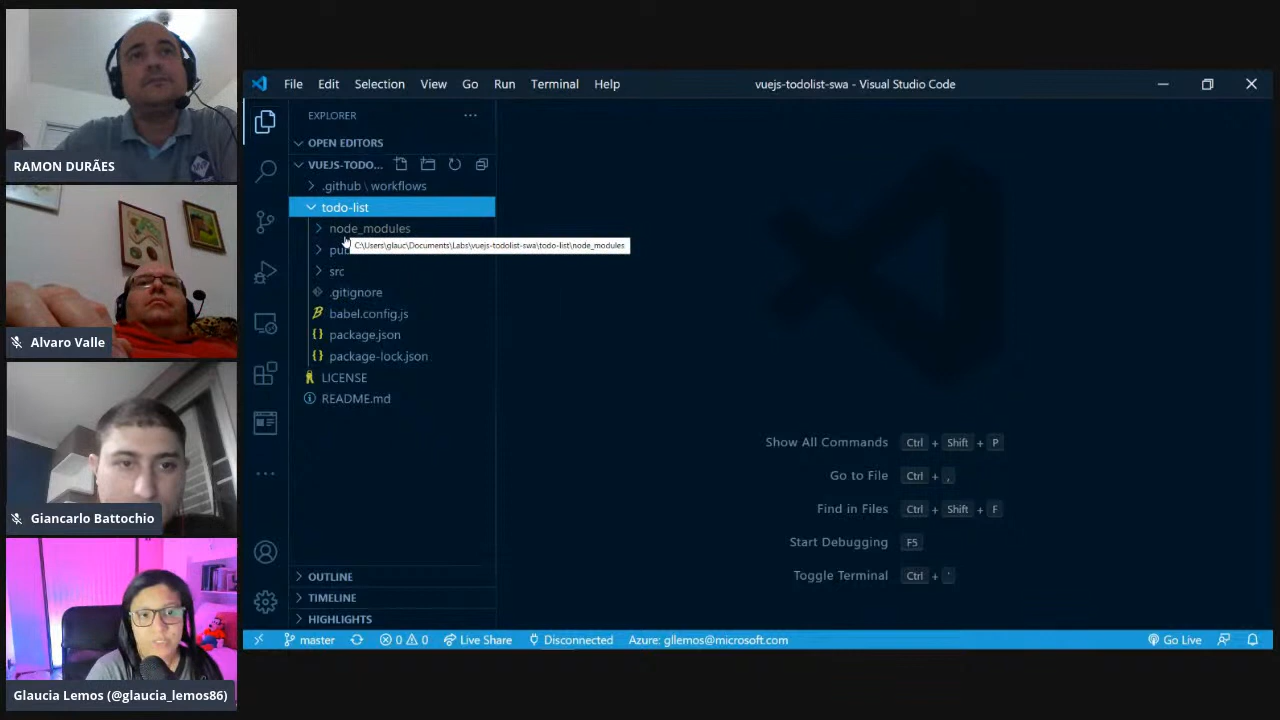 RAMON DURÃES
Alvaro Valle
Giancarlo Battochio
Glaucia Lemos (@glaucia_lemos86)
File Edit Selection View Go Run Terminal Help
vuejs-todolist-swa - Visual Studio Code
EXPLORER
OPEN EDITORS
VUEJS-TODO...
.github \ workflows
todo-list
node_modules
C:\Users\glauc\Documents\Labs\vuejs-todolist-swa\todo-list\node_modules
src
.gitignore
babel.config.js
package.json
package-lock.json
LICENSE
README.md
OUTLINE
TIMELINE
HIGHLIGHTS
Show All Commands Ctrl + Shift + P
Go to File Ctrl + ,
Find in Files Ctrl + Shift + F
Start Debugging F5
Toggle Terminal Ctrl + '
master 0 0 Live Share Disconnected Azure: gllemos@microsoft.com Go Live